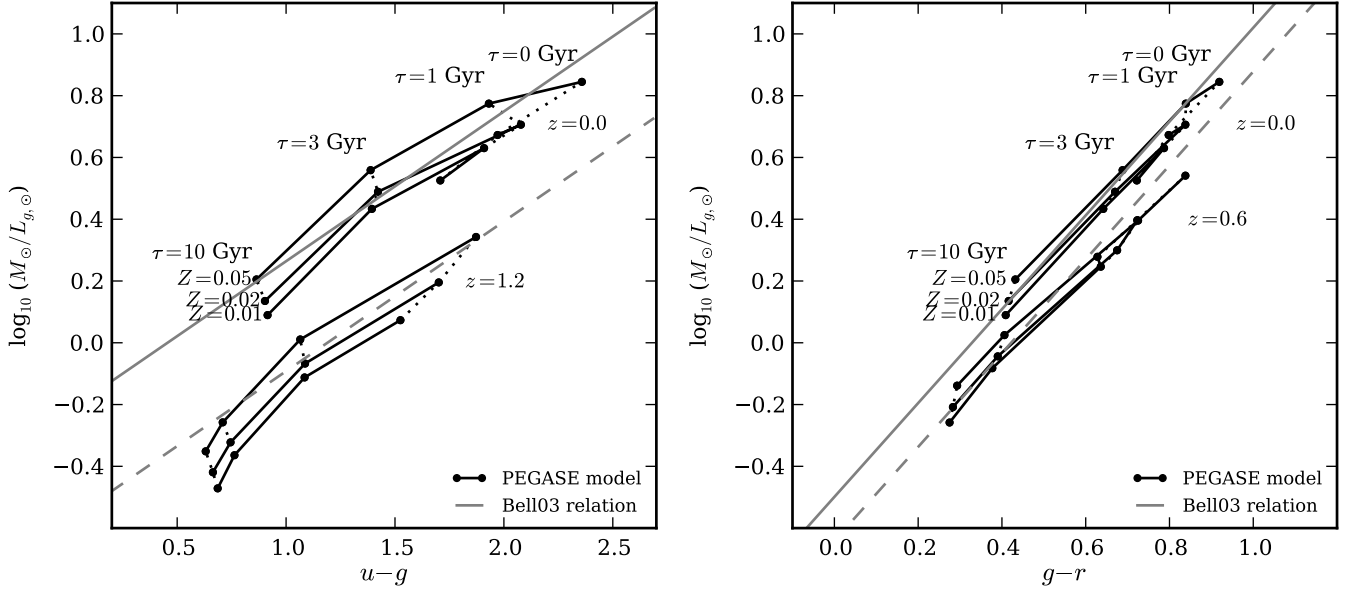 log₁₀ (M⊙/L_{g,⊙})
1.0
0.8
0.6
0.4
0.2
0.0
−0.2
−0.4
τ=0 Gyr
τ=1 Gyr
z=0.0
τ=3 Gyr
τ=10 Gyr
Z=0.05
Z=0.02
Z=0.01
z=1.2
PEGASE model
Bell03 relation
0.5 1.0 1.5 2.0 2.5
u−g
log₁₀ (M⊙/L_{g,⊙})
1.0
0.8
0.6
0.4
0.2
0.0
−0.2
−0.4
τ=0 Gyr
τ=1 Gyr
z=0.0
τ=3 Gyr
z=0.6
τ=10 Gyr
Z=0.05
Z=0.02
Z=0.01
PEGASE model
Bell03 relation
0.0 0.2 0.4 0.6 0.8 1.0
g−r